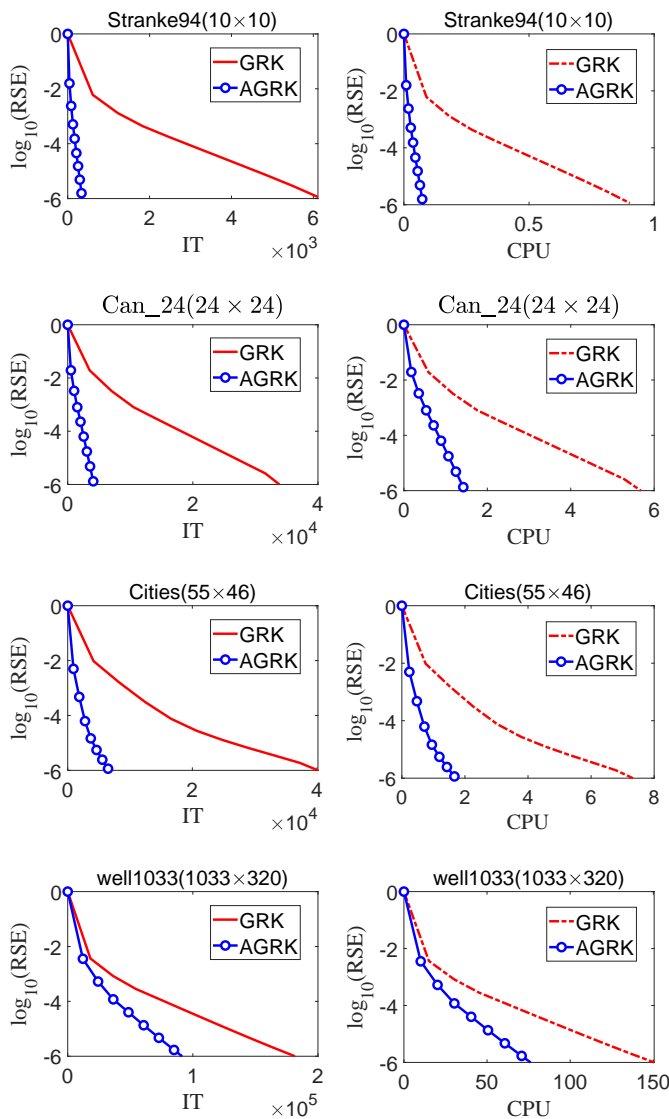 Stranke94(10×10)
0
-2
-4
-6
log10(RSE)
GRK
AGRK
0
2
4
6
×10^3
IT
Stranke94(10×10)
0
-2
-4
-6
log10(RSE)
GRK
AGRK
0
0.5
1
CPU
Can_24(24 × 24)
0
-2
-4
-6
log10(RSE)
GRK
AGRK
0
2
4
×10^4
IT
Can_24(24 × 24)
0
-2
-4
-6
log10(RSE)
GRK
AGRK
0
2
4
6
CPU
Cities(55×46)
0
-2
-4
-6
log10(RSE)
GRK
AGRK
0
2
4
×10^4
IT
Cities(55×46)
0
-2
-4
-6
log10(RSE)
GRK
AGRK
0
2
4
6
8
CPU
well1033(1033×320)
0
-2
-4
-6
log10(RSE)
GRK
AGRK
0
1
2
×10^5
IT
well1033(1033×320)
0
-2
-4
-6
log10(RSE)
GRK
AGRK
0
50
100
150
CPU